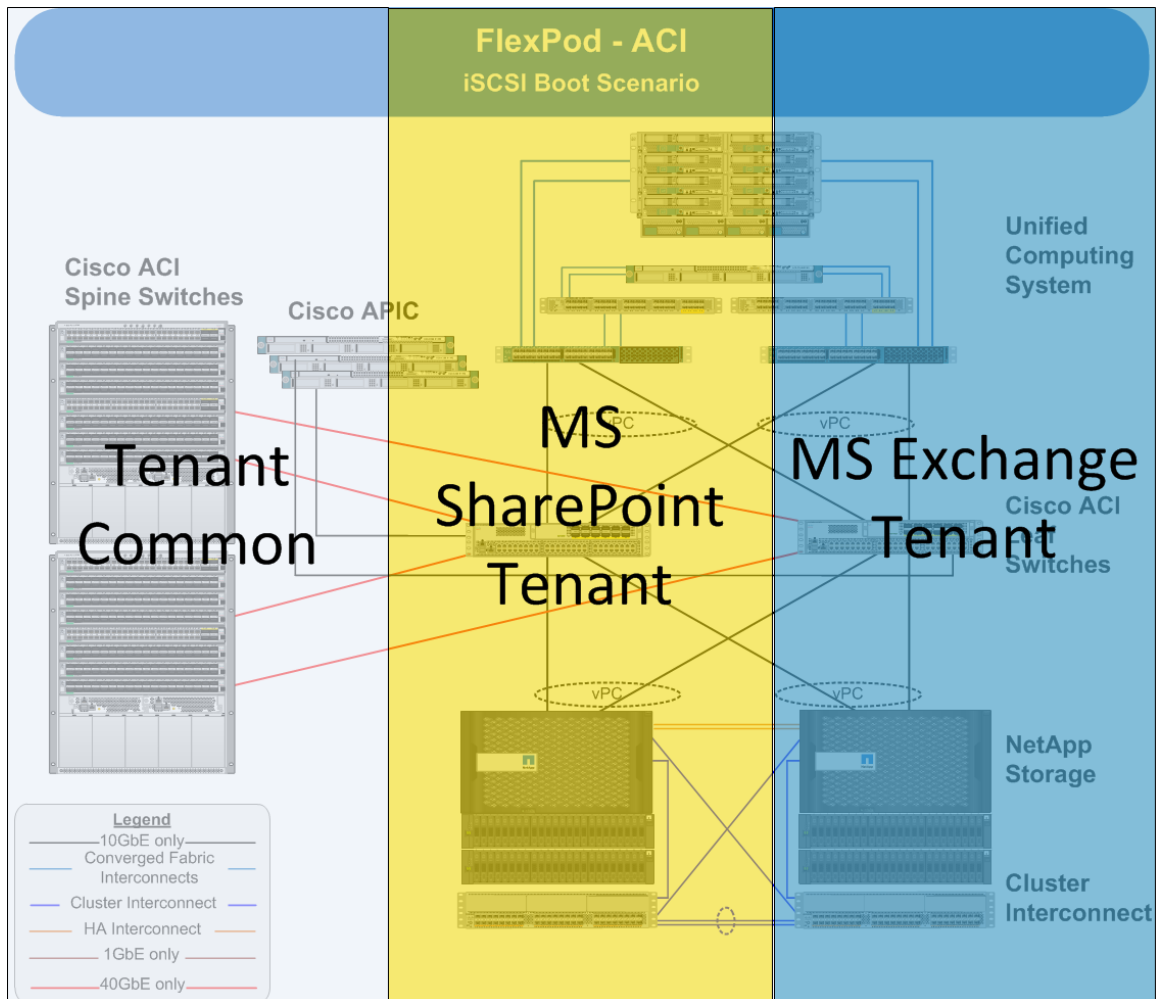 FlexPod - ACI
iSCSI Boot Scenario
Unified
Computing
System
Cisco ACI
Spine Switches
Cisco APIC
vPC
vPC
Tenant
Common
MS
SharePoint
Tenant
MS Exchange
Tenant
Cisco ACI
Leaf
Switches
vPC
vPC
NetApp
NetApp
Storage
Cluster
Interconnect
Legend
10GbE only
Converged Fabric
Interconnects
Cluster Interconnect
HA Interconnect
1GbE only
40GbE only